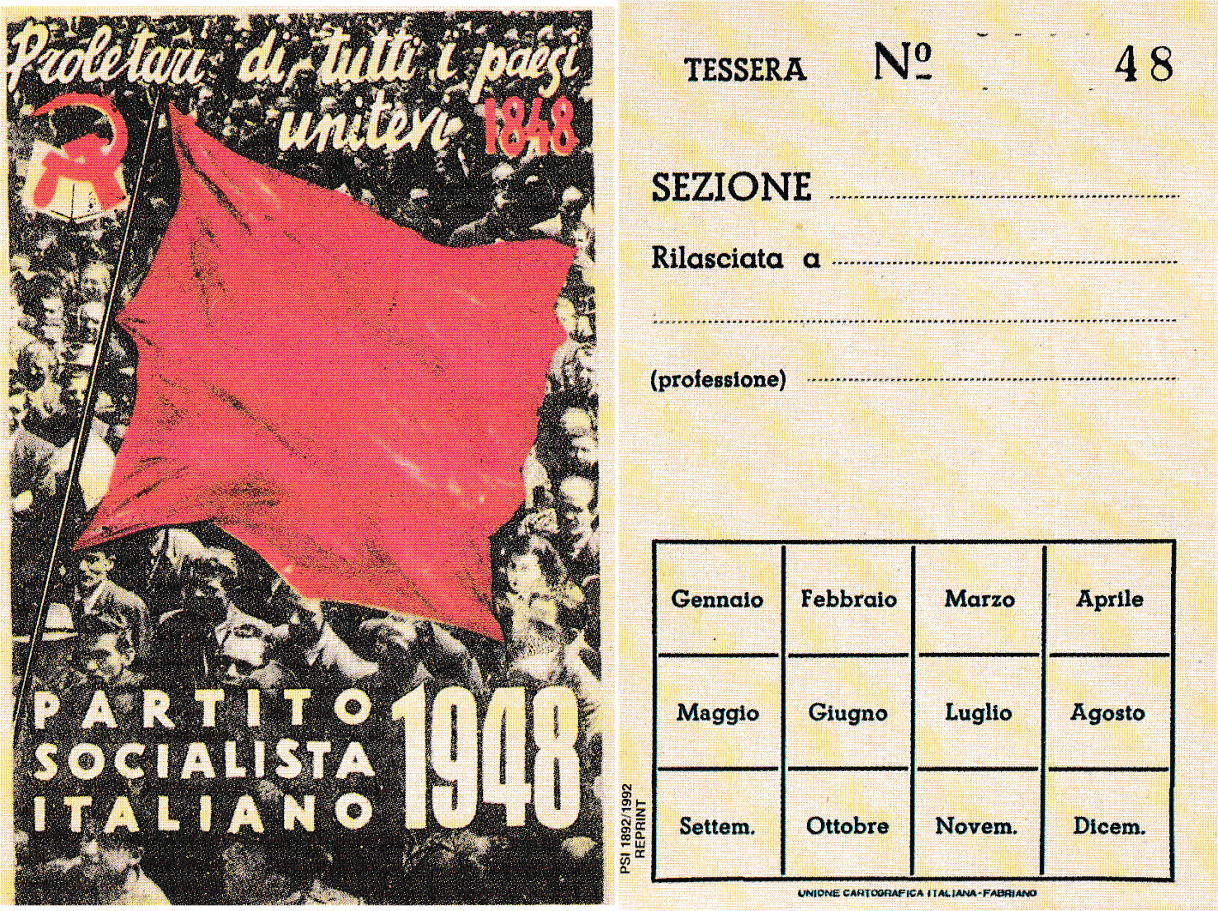 Proletari di tutti i paesi
unitevi 1848
PARTITO
SOCIALISTA
ITALIANO
1948
TESSERA Nº 48
SEZIONE
Rilasciata a
(professione)
Gennaio Febbraio Marzo Aprile
Maggio Giugno Luglio Agosto
Settem. Ottobre Novem. Dicem.
PSI 1892/1992
REPRINT
UNIONE CARTOGRAFICA ITALIANA-FABRIANO